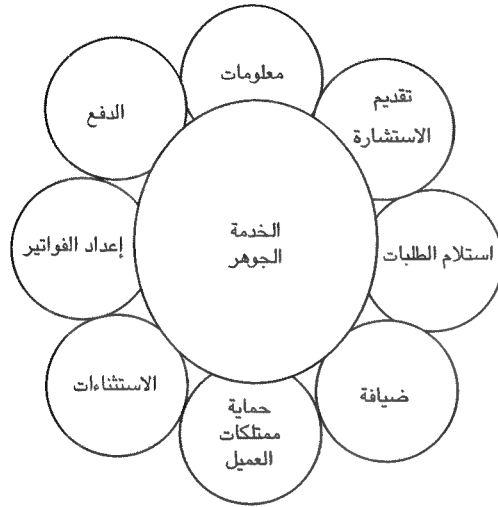 معلومات
تقديم
الاستشارة
الدفع
الخدمة
الجوهر
استلام الطلبات
إعداد الفواتير
ضيافة
الاستثناءات
حماية
ممتلكات
العميل